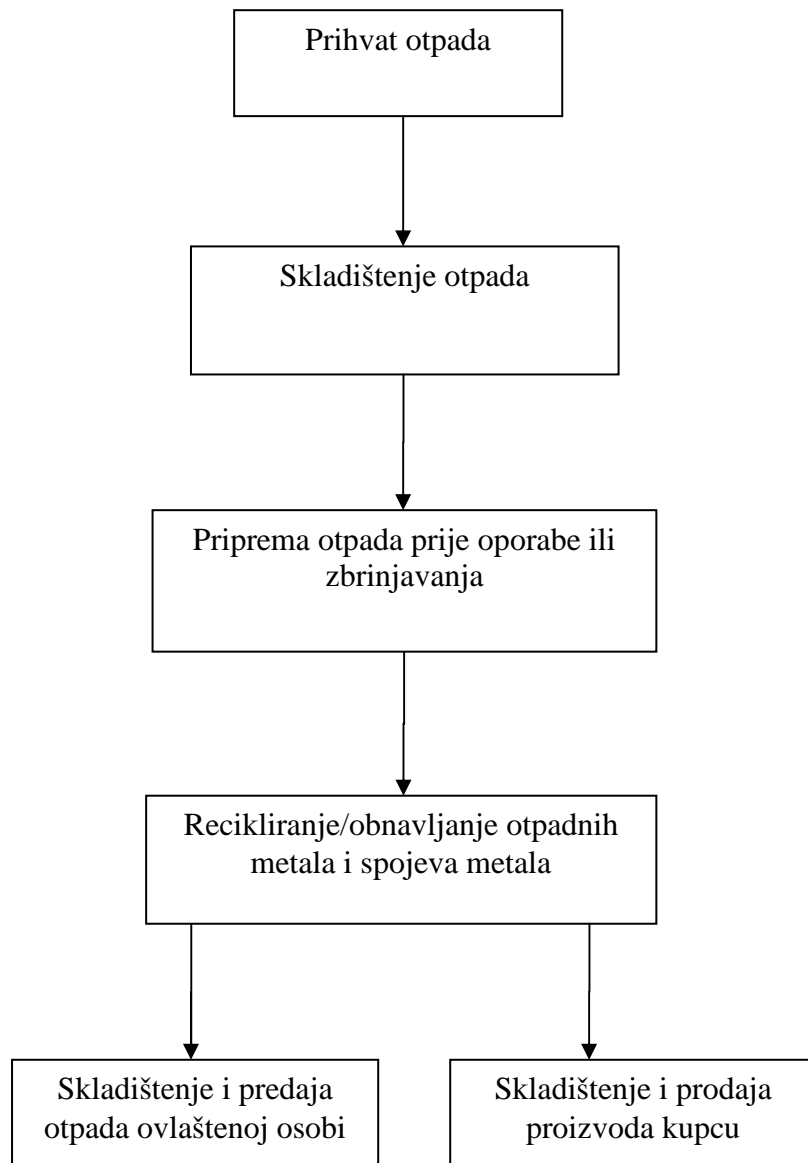 Prihvat otpada
Skladištenje otpada
Priprema otpada prije oporabe ili
zbrinjavanja
Recikliranje/obnavljanje otpadnih
metala i spojeva metala
Skladištenje i predaja
otpada ovlaštenoj osobi
Skladištenje i prodaja
proizvoda kupcu